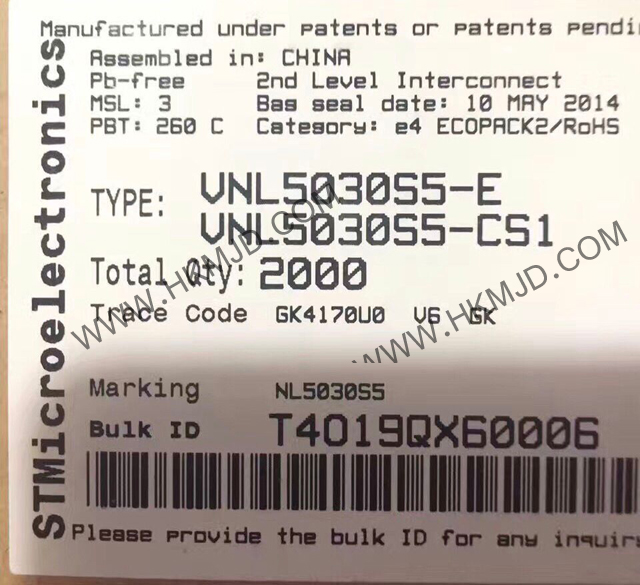 Manufactured under patents or patents pendi
Assembled in: CHINA
Pb-free 2nd Level Interconnect
MSL: 3 Bag seal date: 10 MAY 2014
PBT: 260 C Category: e4 ECOPACK2/RoHS
TYPE: VNL5030S5-E
VNL5030S5-CS1
Total Qty: 2000
Trace Code GK4170U0 V6 GK
Marking NL5030S5
Bulk ID T4019QX60006
Please provide the bulk ID for any inquir
STMicroelectronics
WWW.HKMJD.COM
WWW.HKMJD.COM